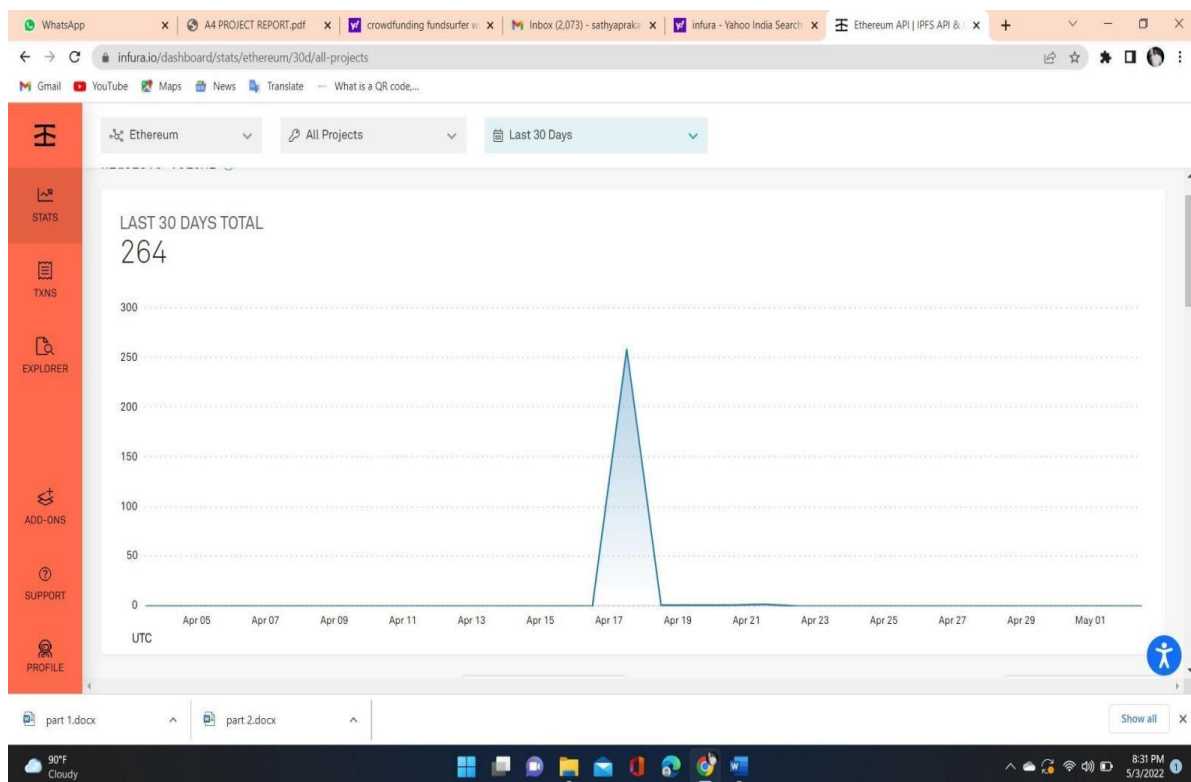 WhatsApp
A4 PROJECT REPORT.pdf
crowdfunding fundsurfer w
Inbox (2,073) - sathyapraka
infura - Yahoo India Search
Ethereum API | IPFS API &
infura.io/dashboard/stats/ethereum/30d/all-projects
Gmail YouTube Maps News Translate What is a QR code,...
Ethereum All Projects Last 30 Days
STATS
TXNS
EXPLORER
ADD-ONS
SUPPORT
PROFILE
LAST 30 DAYS TOTAL
264
300
250
200
150
100
50
0
Apr 05 Apr 07 Apr 09 Apr 11 Apr 13 Apr 15 Apr 17 Apr 19 Apr 21 Apr 23 Apr 25 Apr 27 Apr 29 May 01
UTC
part 1.docx part 2.docx Show all
90°F
Cloudy
8:31 PM
5/3/2022
1